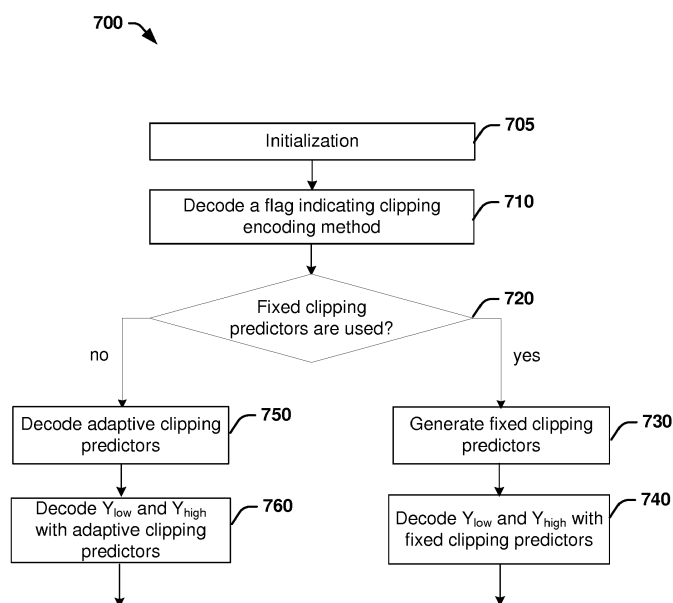 700
705
Initialization
Decode a flag indicating clipping
encoding method
710
720
Fixed clipping
predictors are used?
no
yes
750
Decode adaptive clipping
predictors
Generate fixed clipping
predictors
730
Decode Ylow and Yhigh
with adaptive clipping
predictors
760
Decode Ylow and Yhigh with
fixed clipping predictors
740